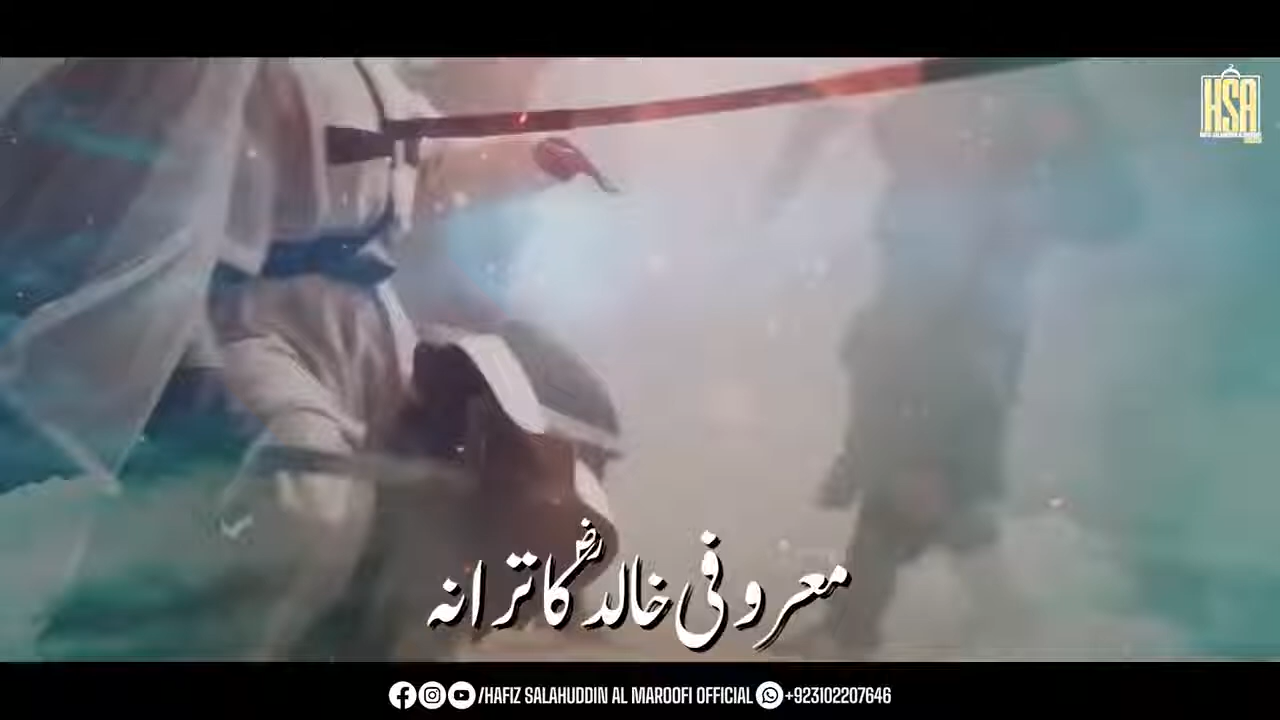 HSA
معروفی خالدؓ کا ترانہ
/HAFIZ SALAHUDDIN AL MAROOFI OFFICIAL +923102207646